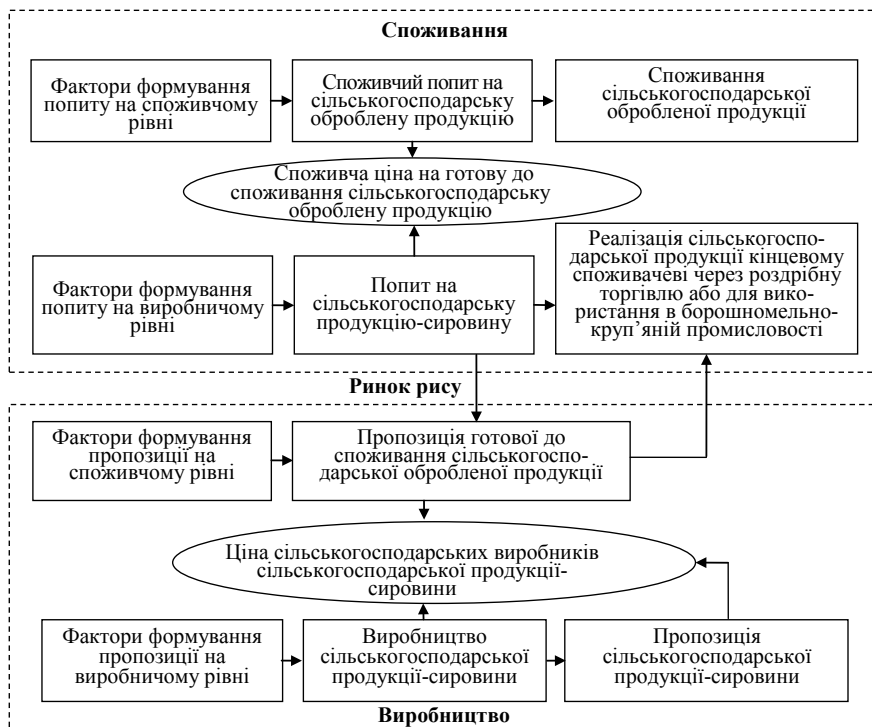 Споживання
Фактори формування
попиту на споживчому
рівні
Споживчий попит на
сільськогосподарську
оброблену продукцію
Споживання
сільськогосподарської
обробленої продукції
Споживча ціна на готову до
споживання сільськогосподарську
оброблену продукцію
Фактори формування
попиту на виробничому
рівні
Попит на
сільськогосподарську
продукцію-сировину
Реалізація сільськогоспо-
дарської продукції кінцевому
споживачеві через роздрібну
торгівлю або для вико-
ристання в борошномельно-
круп’яній промисловості
Ринок рису
Фактори формування
пропозиції на
споживчому рівні
Пропозиція готової до
споживання сільськогоспо-
дарської обробленої продукції
Ціна сільськогосподарських виробників
сільськогосподарської продукції-
сировини
Фактори формування
пропозиції на
виробничому рівні
Виробництво
сільськогосподарської
продукції-сировини
Пропозиція
сільськогосподарської
продукції-сировини
Виробництво